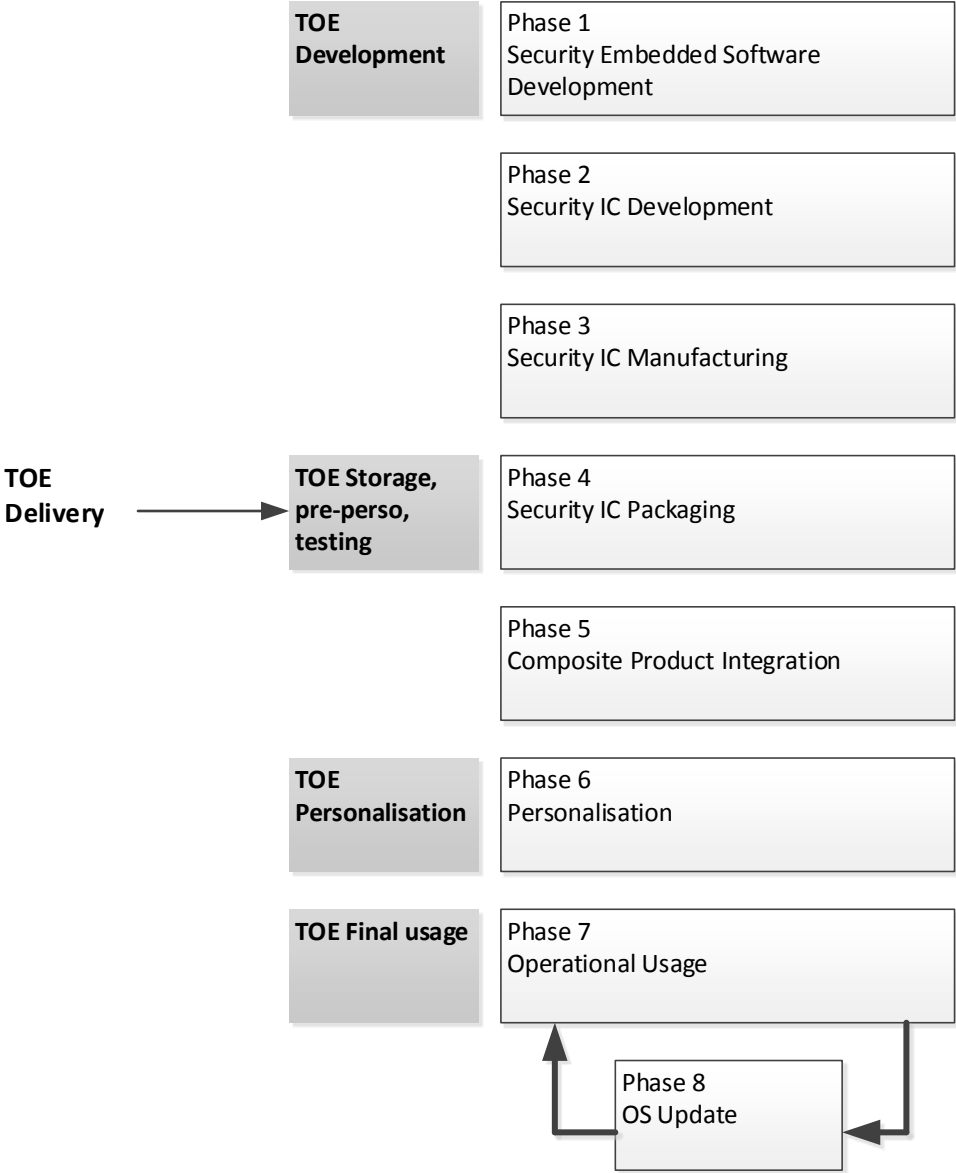 TOE
Development
Phase 1
Security Embedded Software
Development
Phase 2
Security IC Development
Phase 3
Security IC Manufacturing
TOE
Delivery
TOE Storage,
pre-perso,
testing
Phase 4
Security IC Packaging
Phase 5
Composite Product Integration
TOE
Personalisation
Phase 6
Personalisation
TOE Final usage
Phase 7
Operational Usage
Phase 8
OS Update